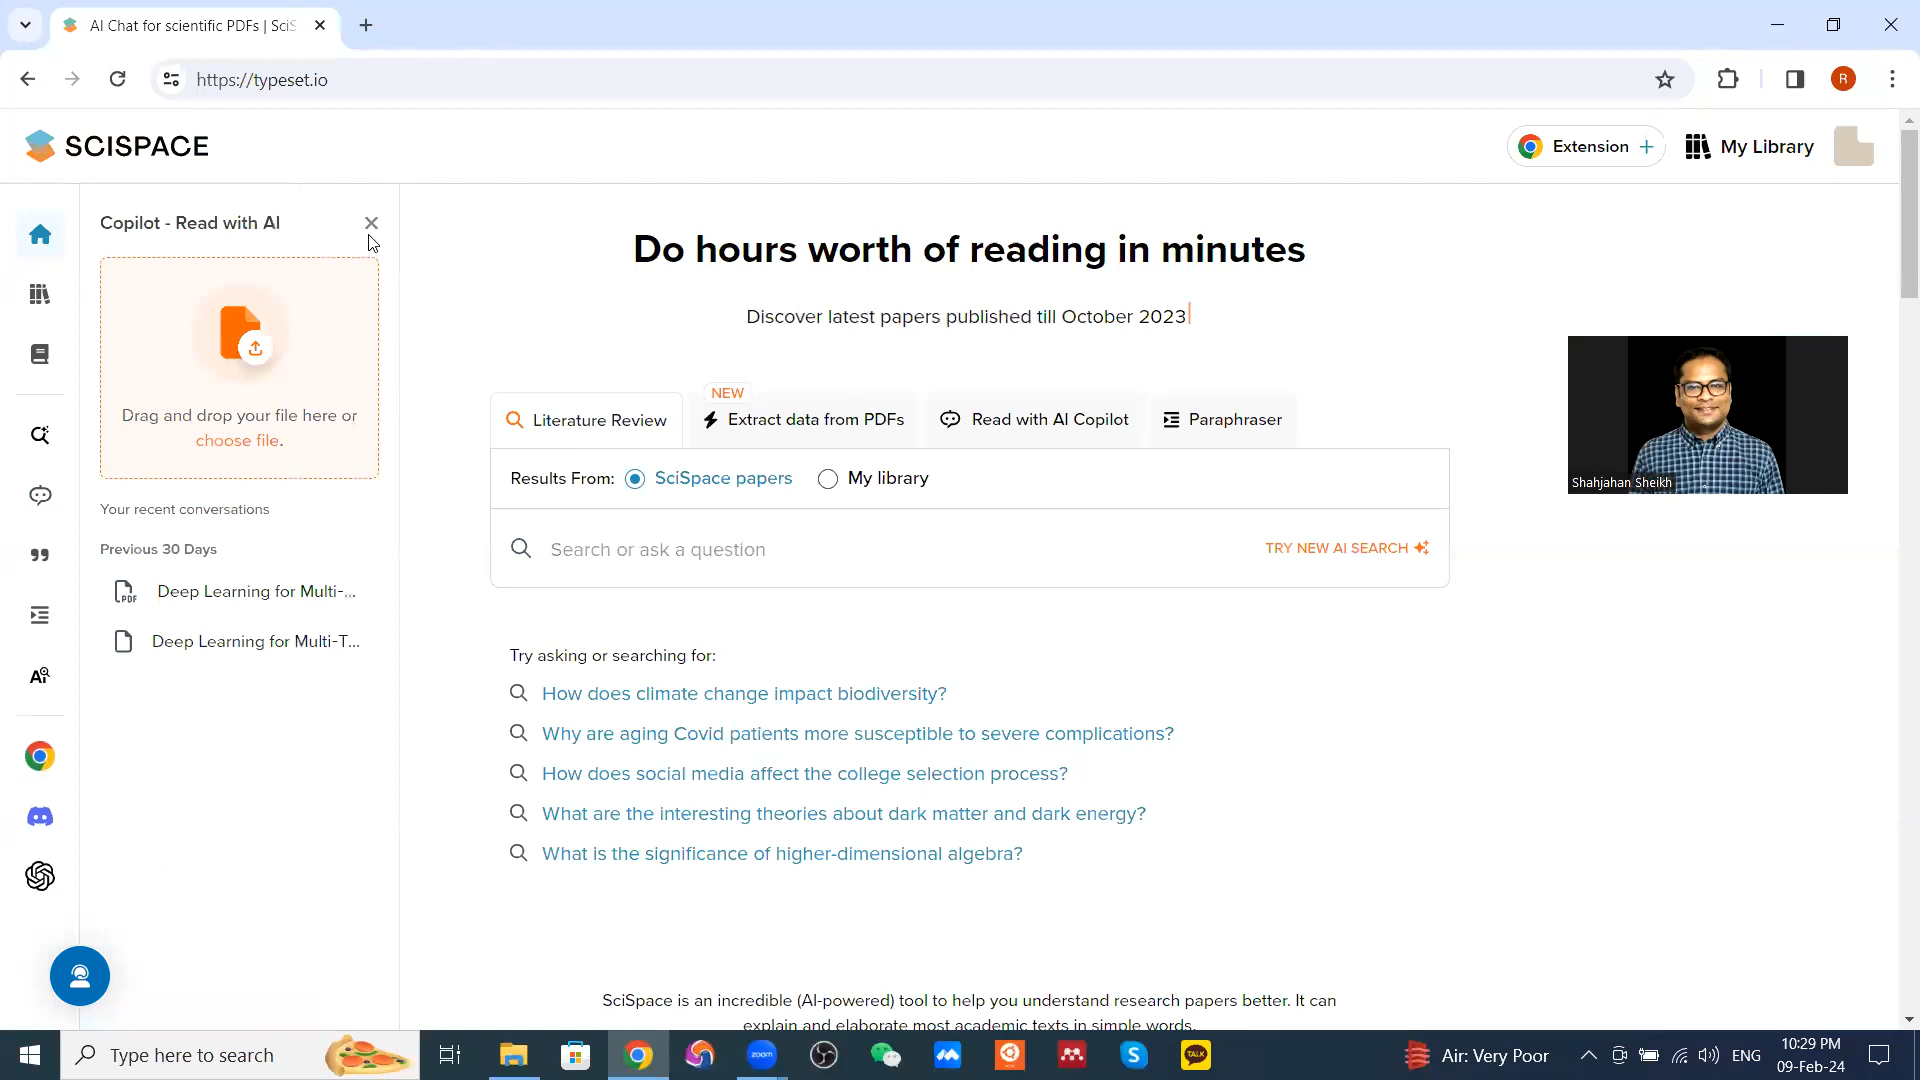 AI Chat for scientific PDFs | SciS
https://typeset.io
R
SCISPACE
Extension +
My Library
Copilot - Read with AI
Drag and drop your file here or
choose file.
Your recent conversations
Previous 30 Days
PDF
Deep Learning for Multi-...
Deep Learning for Multi-T...
Do hours worth of reading in minutes
Discover latest papers published till October 2023
NEW
Literature Review
Extract data from PDFs
Read with AI Copilot
Paraphraser
Results From: SciSpace papers My library
Search or ask a question
TRY NEW AI SEARCH
Try asking or searching for:
How does climate change impact biodiversity?
Why are aging Covid patients more susceptible to severe complications?
How does social media affect the college selection process?
What are the interesting theories about dark matter and dark energy?
What is the significance of higher-dimensional algebra?
SciSpace is an incredible (AI-powered) tool to help you understand research papers better. It can
explain and elaborate most academic texts in simple words.
Shahjahan Sheikh
Ai
Type here to search
zoom
S
TALK
Air: Very Poor
ENG
10:29 PM
09-Feb-24